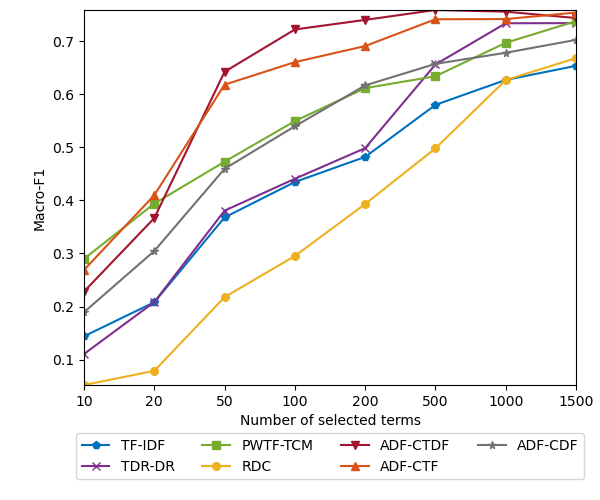 0.7
0.6
0.5
0.4
0.3
0.2
0.1
Macro-F1
10 20 50 100 200 500 1000 1500
Number of selected terms
TF-IDF PWTF-TCM ADF-CTDF ADF-CDF
TDR-DR RDC ADF-CTF